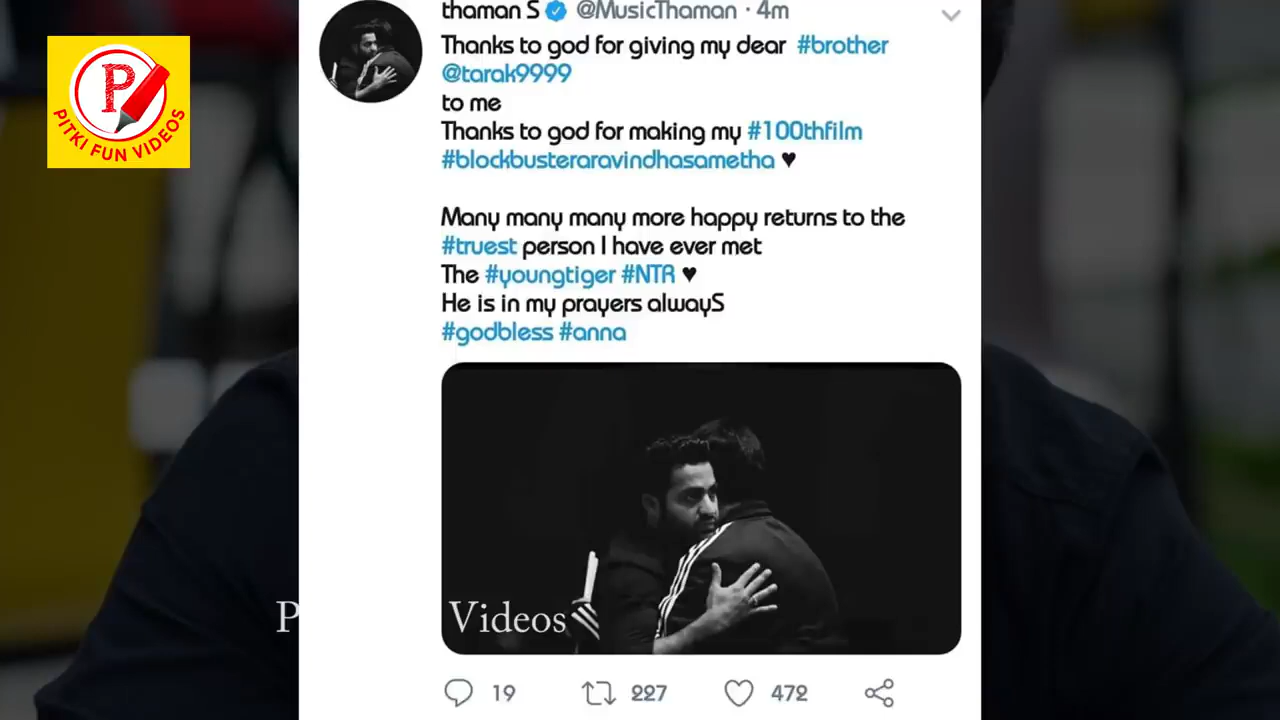 thaman S @MusicThaman · 4m
Thanks to god for giving my dear #brother
@tarak9999
to me
Thanks to god for making my #100thfilm
#blockbusteraravindhasametha ♥
Many many many more happy returns to the
#truest person I have ever met
The #youngtiger #NTR ♥
He is in my prayers alwayS
#godbless #anna
P
PITKI FUN VIDEOS
P
Videos
19 227 472